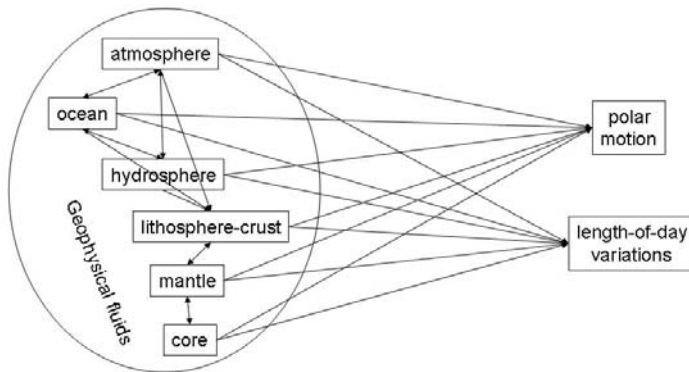 atmosphere
ocean
hydrosphere
lithosphere-crust
mantle
core
Geophysical fluids
polar
motion
length-of-day
variations